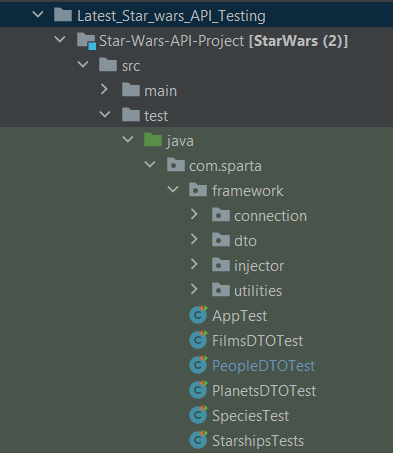 Latest_Star_wars_API_Testing
Star-Wars-API-Project [StarWars (2)]
src
main
test
java
com.sparta
framework
connection
dto
injector
utilities
AppTest
FilmsDTOTest
PeopleDTOTest
PlanetsDTOTest
SpeciesTest
StarshipsTests